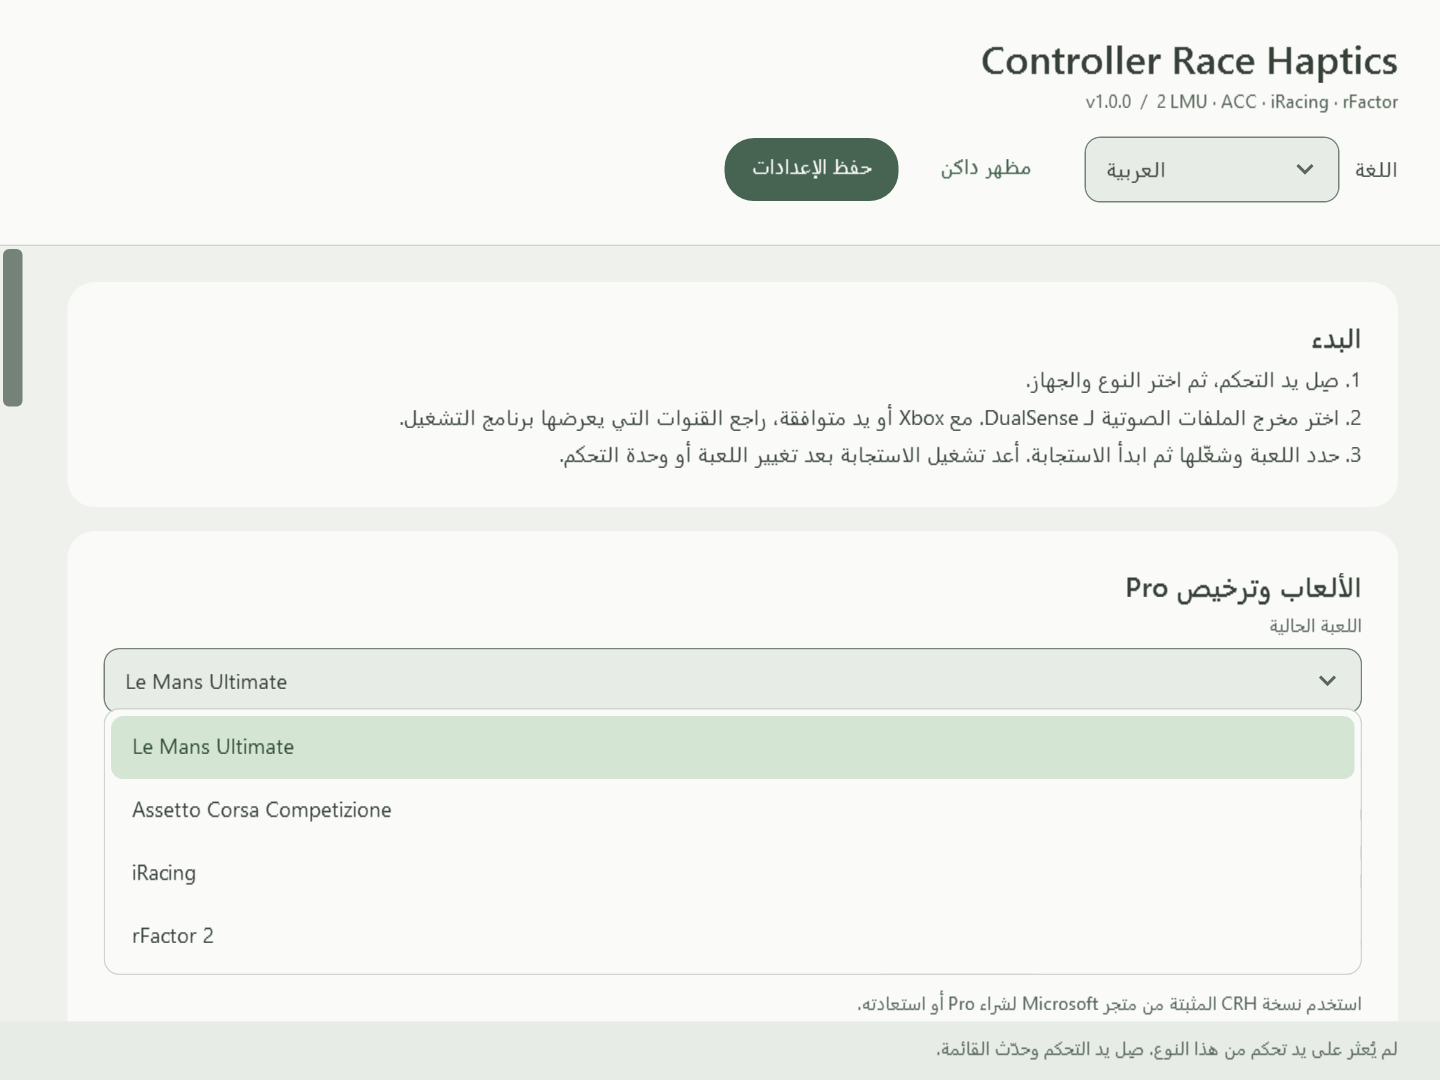 Controller Race Haptics
v1.0.0 / 2 LMU · ACC · iRacing · rFactor
اللغة
العربية
مظهر داكن
حفظ الإعدادات
البدء
1. صِل يد التحكم، ثم اختر النوع والجهاز.
2. اختر مخرج الملفات الصوتية لـ DualSense. مع Xbox أو يد متوافقة، راجع القنوات التي يعرضها برنامج التشغيل.
3. حدد اللعبة وشغّلها ثم ابدأ الاستجابة. أعد تشغيل الاستجابة بعد تغيير اللعبة أو وحدة التحكم.
الألعاب وترخيص Pro
اللعبة الحالية
Le Mans Ultimate
Le Mans Ultimate
Assetto Corsa Competizione
iRacing
rFactor 2
استخدم نسخة CRH المثبتة من متجر Microsoft لشراء Pro أو استعادته.
لم يُعثر على يد تحكم من هذا النوع. صِل يد التحكم وحدّث القائمة.